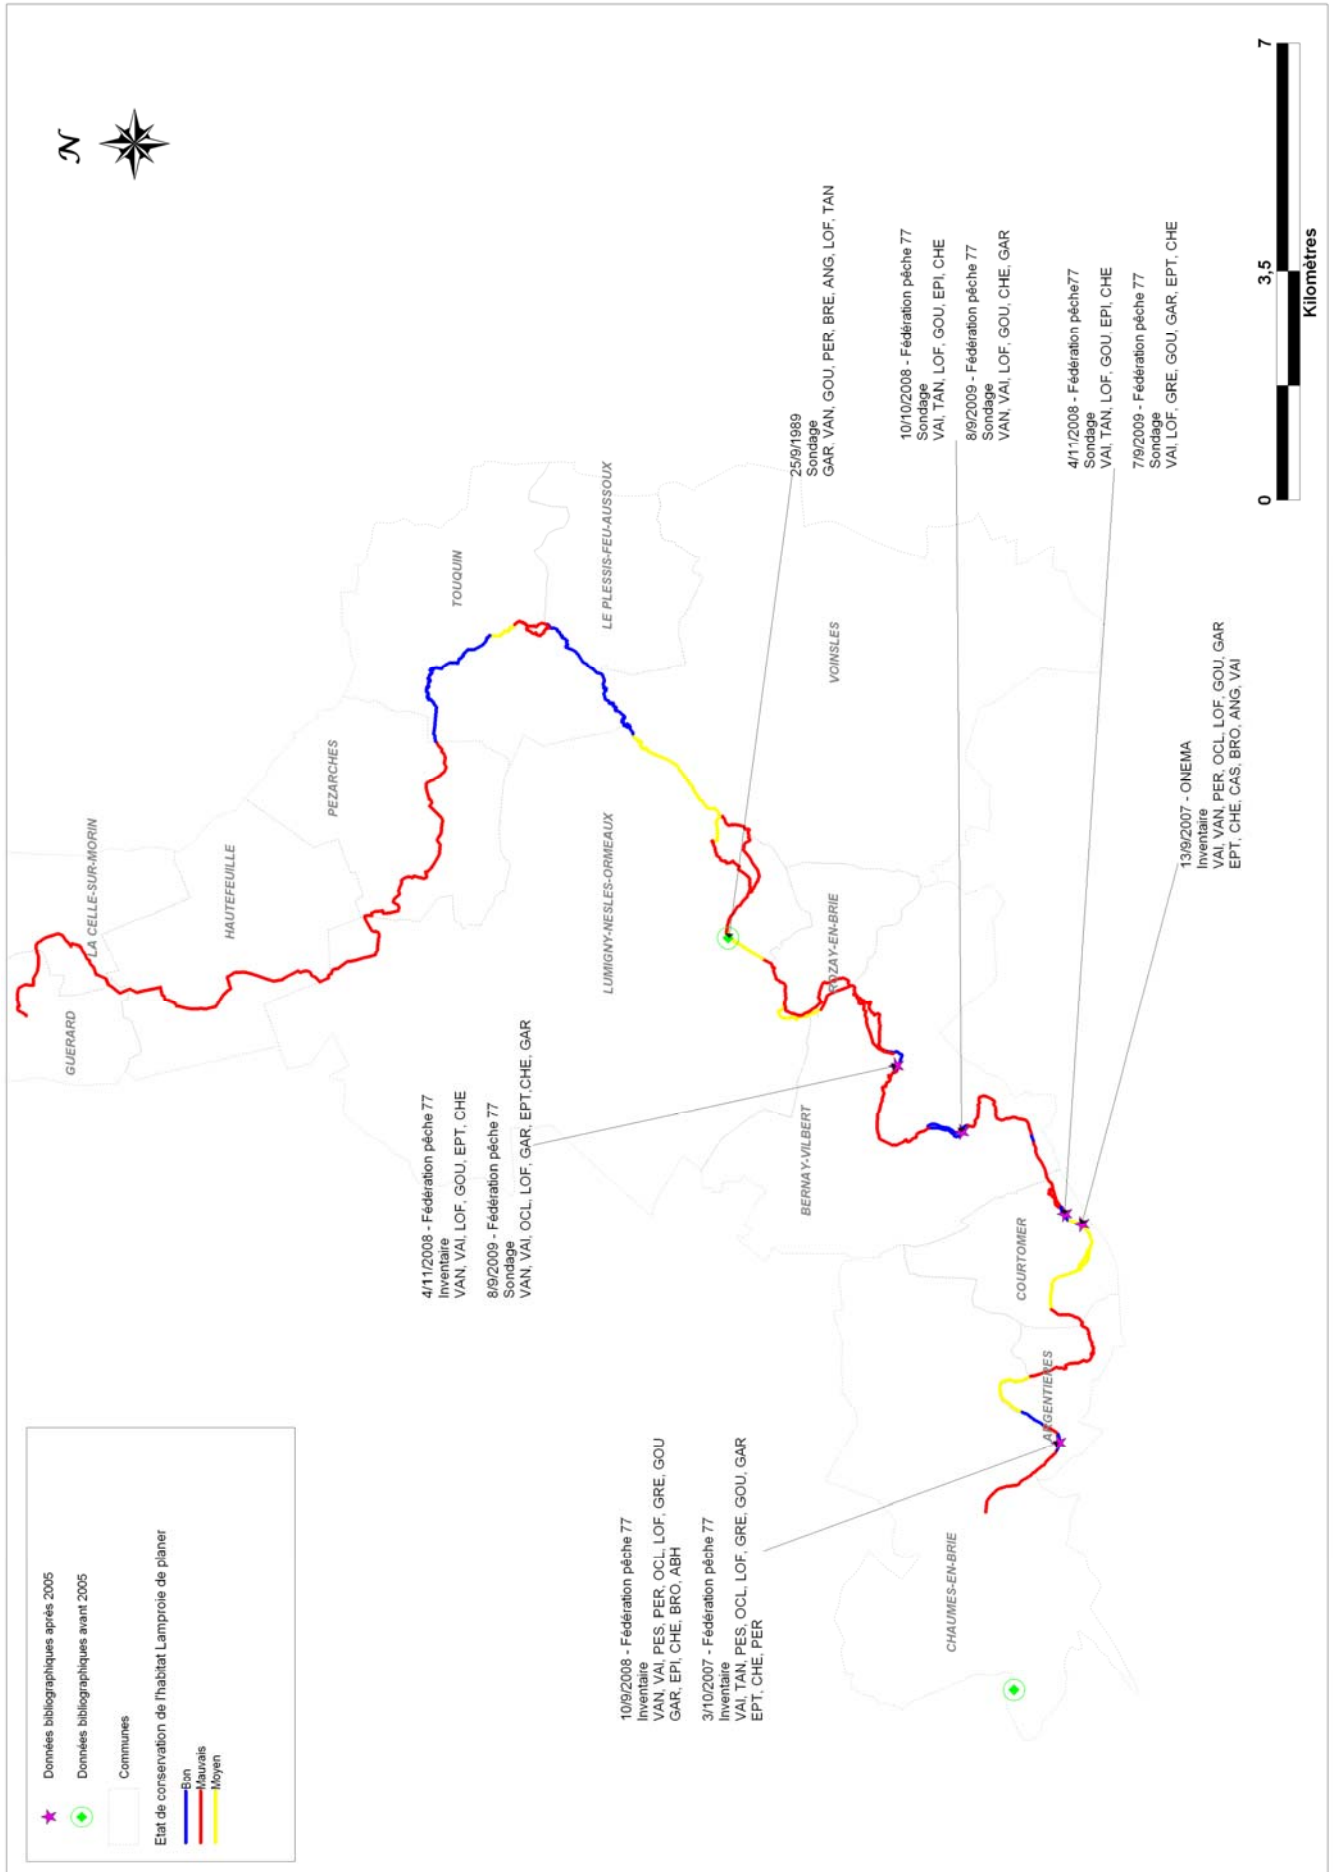 Données bibliographiques après 2005
Données bibliographiques avant 2005
Communes
Etat de conservation de l'habitat Lamproie de planer
Bon
Mauvais
Moyen
N
GUERARD
LA CELLE-SUR-MORIN
HAUTEFEUILLE
PEZARCHES
TOUQUIN
LE PLESSIS-FEU-AUSSOUX
LUMIGNY-NESLES-ORMEAUX
VOINSLES
ROZAY-EN-BRIE
BERNAY-VILBERT
COURTOMER
ARGENTIERES
CHAUMES-EN-BRIE
4/11/2008 - Fédération pêche 77
Inventaire
VAN, VAI, LOF, GOU, EPT, CHE
8/9/2009 - Fédération pêche 77
Sondage
VAN, VAI, OCL, LOF, GAR, EPT,CHE, GAR
10/9/2008 - Fédération pêche 77
Inventaire
VAN, VAI, PES, PER, OCL, LOF, GRE, GOU
GAR, EPI, CHE, BRO, ABH
3/10/2007 - Fédération pêche 77
Inventaire
VAI, TAN, PES, OCL, LOF, GRE, GOU, GAR
EPT, CHE, PER
25/9/1989
Sondage
GAR, VAN, GOU, PER, BRE, ANG, LOF, TAN
10/10/2008 - Fédération pêche 77
Sondage
VAI, TAN, LOF, GOU, EPI, CHE
8/9/2009 - Fédération pêche 77
Sondage
VAN, VAI, LOF, GOU, CHE, GAR
4/11/2008 - Fédération pêche77
Sondage
VAI, TAN, LOF, GOU, EPI, CHE
7/9/2009 - Fédération pêche 77
Sondage
VAI, LOF, GRE, GOU, GAR, EPT, CHE
13/9/2007 - ONEMA
Inventaire
VAI, VAN, PER, OCL, LOF, GOU, GAR
EPT, CHE, CAS, BRO, ANG, VAI
0 3,5 7
Kilomètres